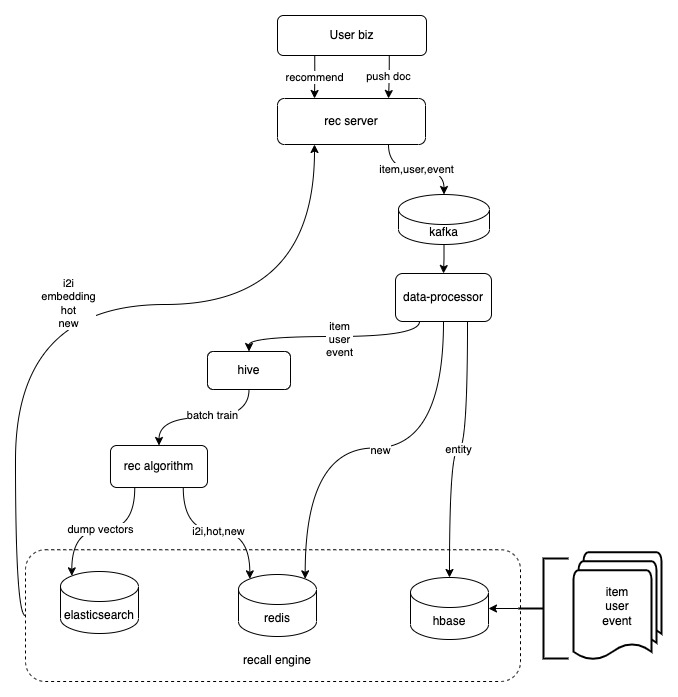 User biz
recommend
push doc
rec server
item,user,event
kafka
data-processor
i2i
embedding
hot
new
item
user
event
hive
batch train
new
entity
rec algorithm
dump vectors
i2i,hot,new
elasticsearch
redis
hbase
item
user
event
recall engine